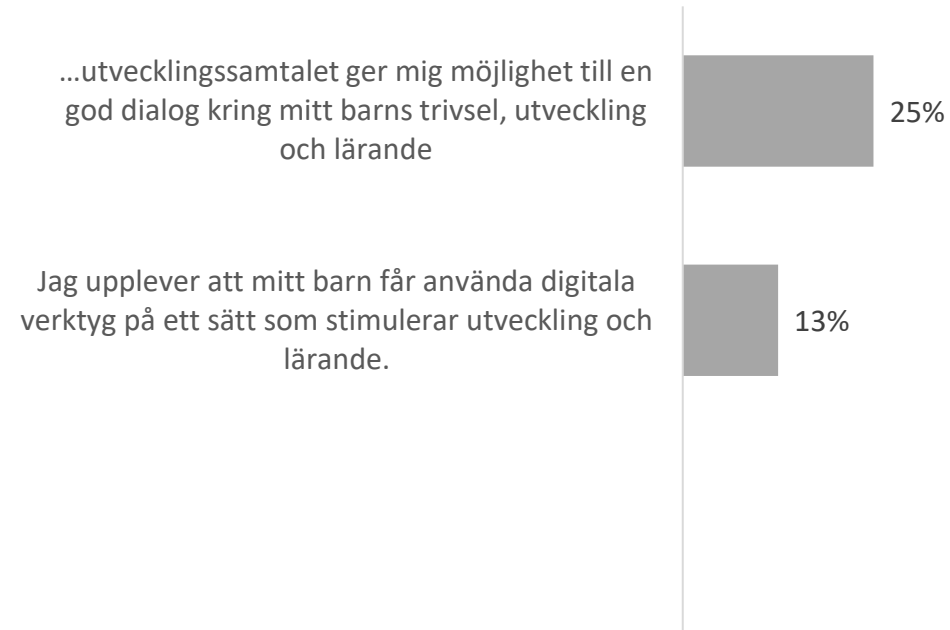 …utvecklingssamtalet ger mig möjlighet till en
god dialog kring mitt barns trivsel, utveckling
och lärande
25%
Jag upplever att mitt barn får använda digitala
verktyg på ett sätt som stimulerar utveckling och
lärande.
13%